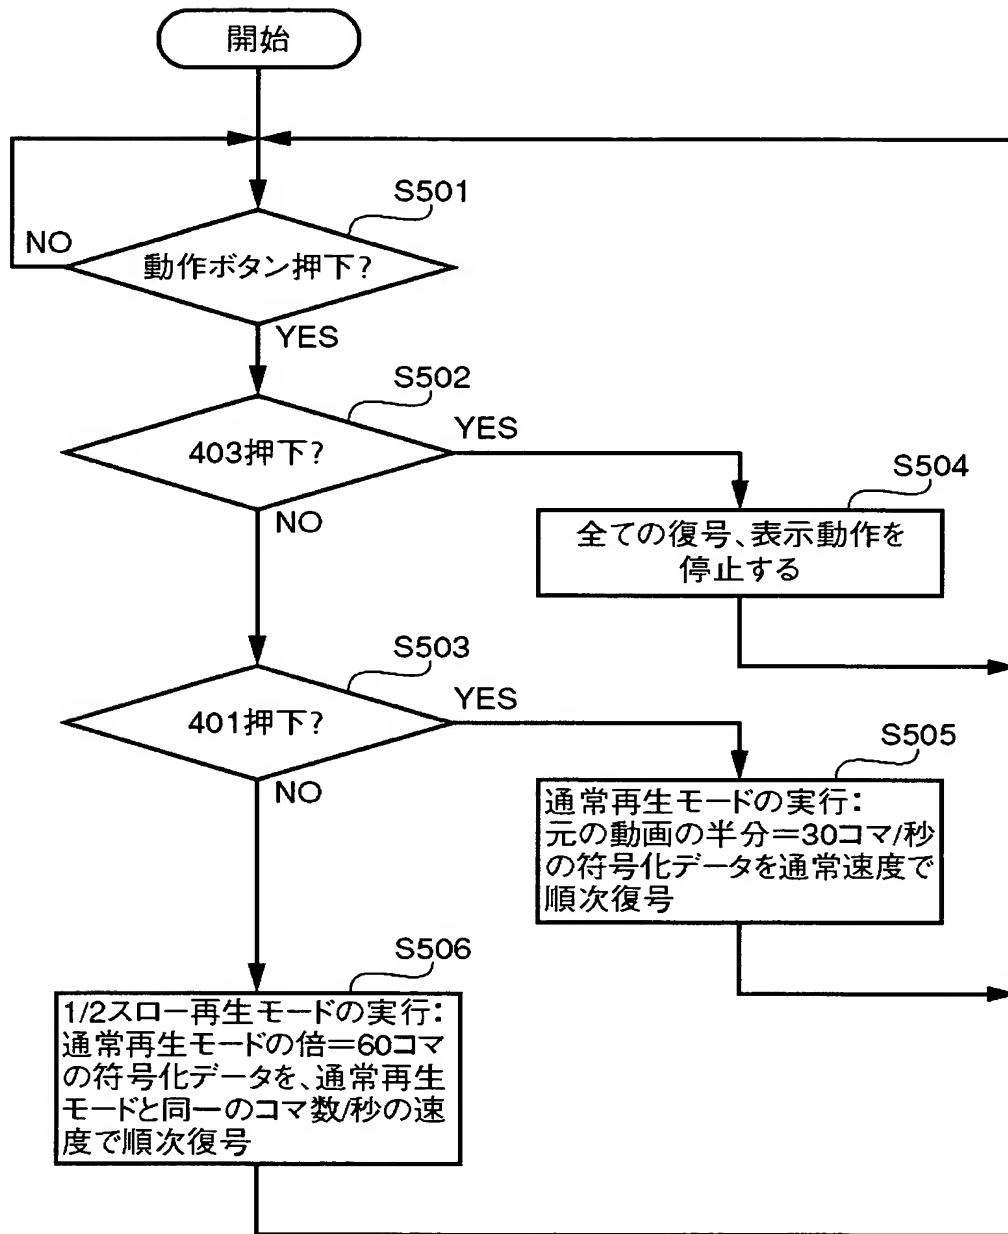 開始
S501
NO
動作ボタン押下?
YES
S502
403押下?
YES
NO
S504
全ての復号、表示動作を
停止する
S503
401押下?
YES
NO
S505
通常再生モードの実行:
元の動画の半分=30コマ/秒
の符号化データを通常速度で
順次復号
S506
1/2スロー再生モードの実行:
通常再生モードの倍=60コマ
の符号化データを、通常再生
モードと同一のコマ数/秒の速
度で順次復号